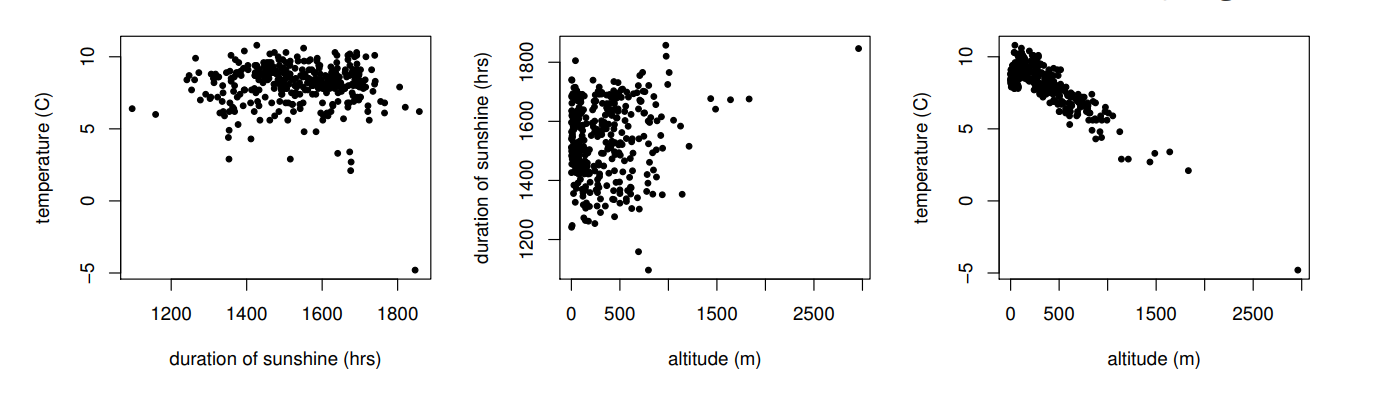 temperature (C)
10
5
0
−5
1200 1400 1600 1800
duration of sunshine (hrs)
duration of sunshine (hrs)
1800
1600
1400
1200
0 500 1500 2500
altitude (m)
temperature (C)
10
5
0
−5
0 500 1500 2500
altitude (m)